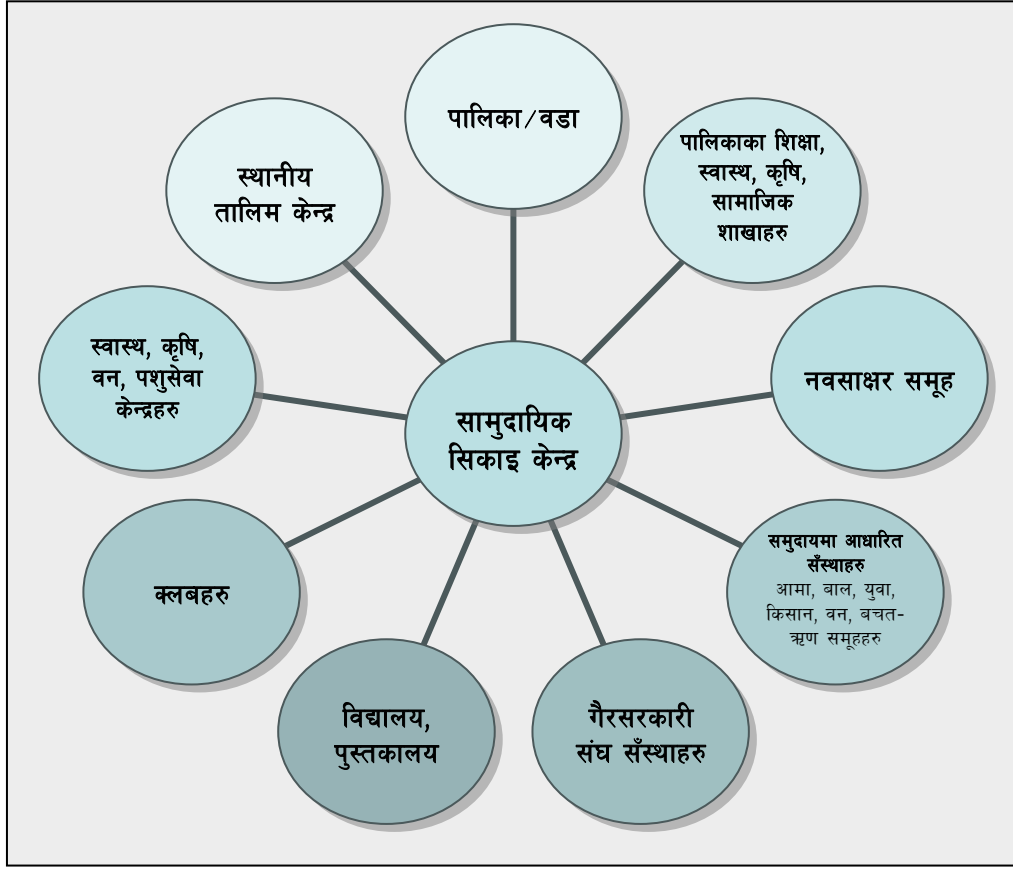 पालिका/वडा
पालिकाका शिक्षा,
स्वास्थ, कृषि,
सामाजिक
शाखाहरु
स्थानीय
तालिम केन्द्र
स्वास्थ, कृषि,
वन, पशुसेवा
केन्द्रहरु
नवसाक्षर समूह
सामुदायिक
सिकाइ केन्द्र
समुदायमा आधारित
सँस्थाहरु
आमा, बाल, युवा,
किसान, वन, बचत-
ऋण समूहहरु
क्लबहरु
विद्यालय,
पुस्तकालय
गैरसरकारी
संघ सँस्थाहरु